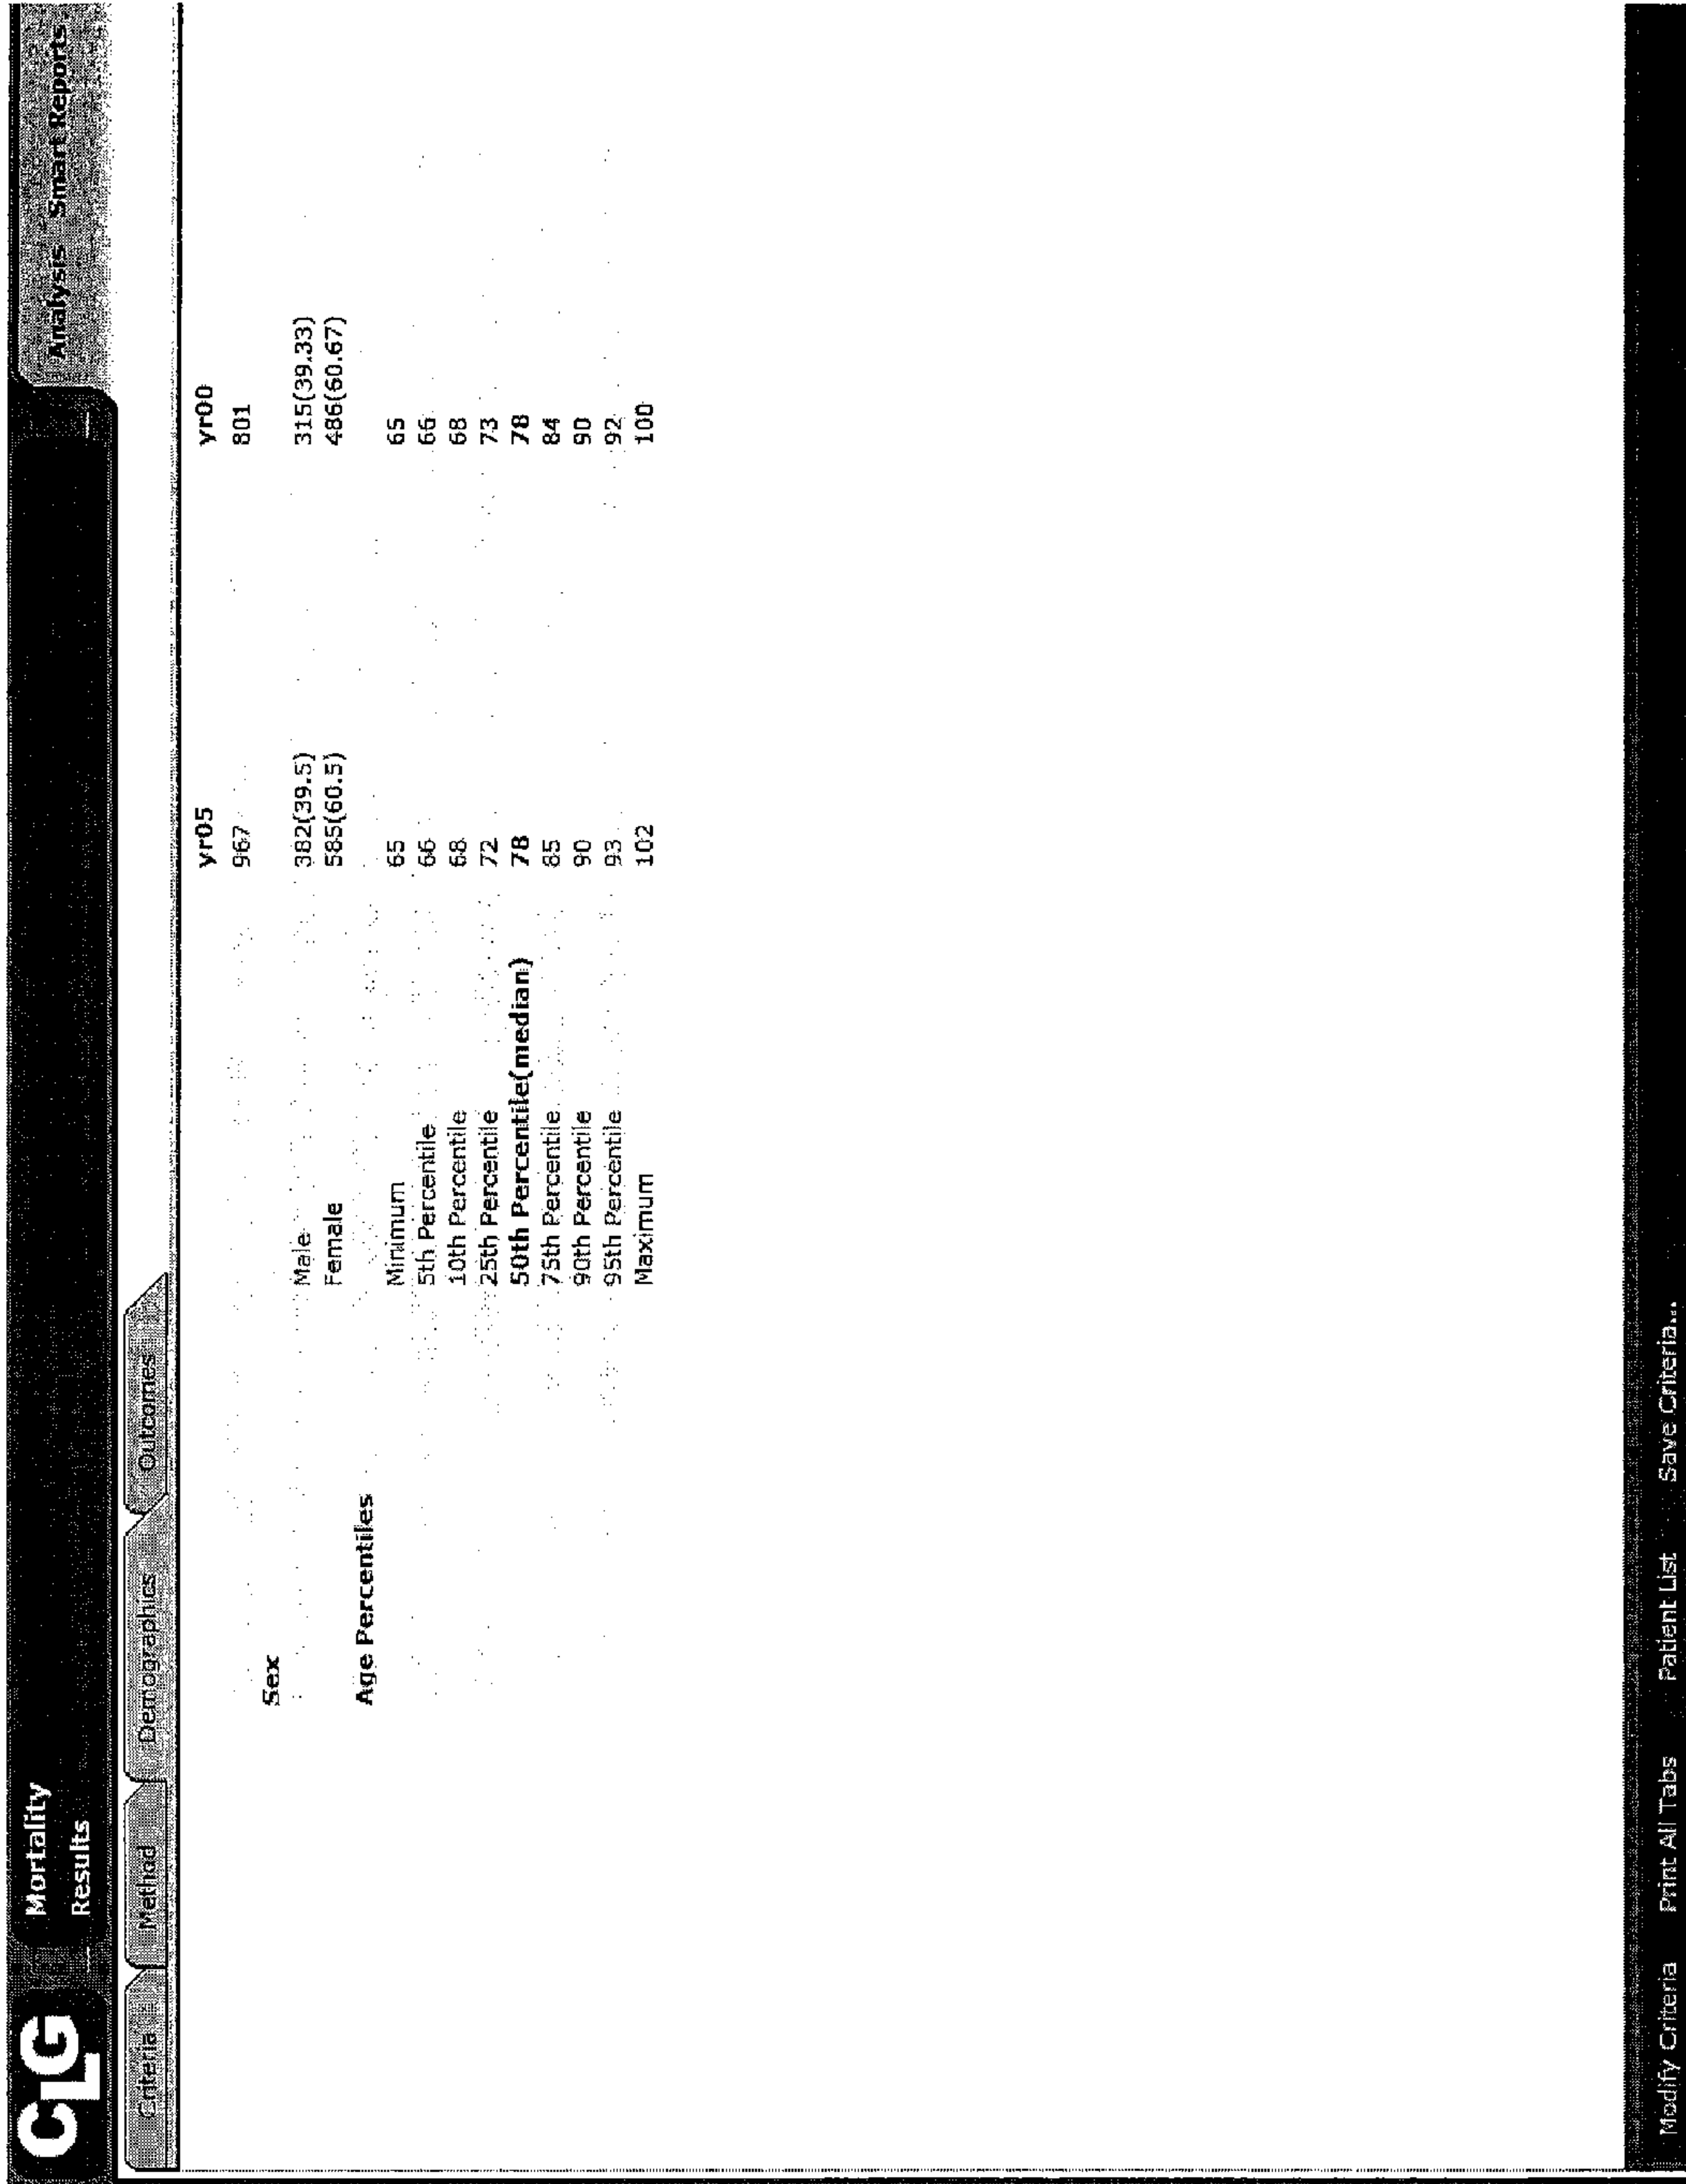 CLG
Mortality
Results
Analysis Smart Reports
Criteria Method Demographics Outcomes
yr05 yr00
967 801
Sex
Male 382(39.5) 315(39.33)
Female 585(60.5) 486(60.67)
Age Percentiles
Minimum 65 65
5th Percentile 66 66
10th Percentile 68 68
25th Percentile 72 73
50th Percentile(median) 78 78
75th Percentile 85 84
90th Percentile 90 90
95th Percentile 93 92
Maximum 102 100
Modify Criteria Print All Tabs Patient List Save Criteria...